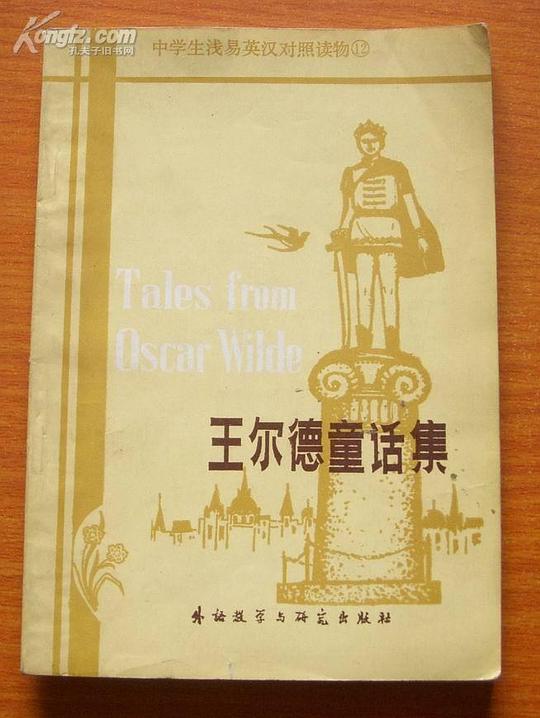 Kongfz.com
孔夫子旧书网
中学生浅易英汉对照读物⑫
Tales from
Oscar Wilde
王尔德童话集
外语教学与研究出版社